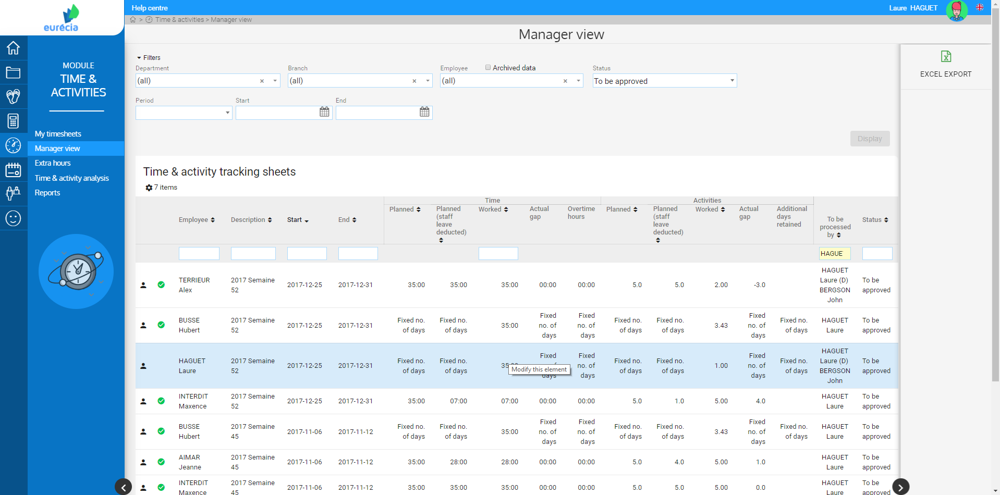 eurécia
Help centre
Laure HAGUET
> Time & activities > Manager view
Manager view
MODULE
TIME &
ACTIVITIES
My timesheets
Manager view
Extra hours
Time & activity analysis
Reports
Filters
Department
Branch
Employee
Archived data
Status
(all)
(all)
(all)
To be approved
Period
Start
End
Display
EXCEL EXPORT
Time & activity tracking sheets
7 items
Time
Activities
Employee
Description
Start
End
Planned
Planned
(staff
leave
deducted)
Worked
Actual
gap
Overtime
hours
Planned
Planned
(staff
leave
deducted)
Worked
Actual
gap
Additional
days
retained
To be
processed
by
Status
HAGUE
TERRIEUR
Alex
2017 Semaine
52
2017-12-25
2017-12-31
35:00
35:00
35:00
00:00
00:00
5.0
5.0
2.00
-3.0
HAGUET
Laure (D)
BERGSON
John
To be
approved
BUSSE
Hubert
2017 Semaine
52
2017-12-25
2017-12-31
Fixed no.
of days
Fixed no.
of days
35:00
Fixed
no. of
days
Fixed
no. of
days
Fixed no.
of days
Fixed no.
of days
3.43
Fixed
no. of
days
Fixed no.
of days
HAGUET
Laure
To be
approved
HAGUET
Laure
2017 Semaine
52
2017-12-25
2017-12-31
Fixed no.
of days
Fixed no.
of days
Fixed
days
Modify this element
Fixed
no. of
days
Fixed no.
of days
Fixed no.
of days
1.00
Fixed
no. of
days
Fixed no.
of days
HAGUET
Laure (D)
BERGSON
John
To be
approved
INTERDIT
Maxence
2017 Semaine
52
2017-12-25
2017-12-31
35:00
07:00
07:00
00:00
00:00
5.0
1.0
5.00
4.0
HAGUET
Laure
To be
approved
BUSSE
Hubert
2017 Semaine
45
2017-11-06
2017-11-12
Fixed no.
of days
Fixed no.
of days
35:00
Fixed
no. of
days
Fixed
no. of
days
Fixed no.
of days
Fixed no.
of days
3.43
Fixed
no. of
days
Fixed no.
of days
HAGUET
Laure
To be
approved
AIMAR
Jeanne
2017 Semaine
45
2017-11-06
2017-11-12
35:00
28:00
28:00
00:00
00:00
5.0
4.0
5.00
1.0
HAGUET
Laure
To be
approved
INTERDIT
Maxence
2017 Semaine
45
2017-11-06
2017-11-12
35:00
35:00
35:00
00:00
00:00
5.0
5.0
5.00
0.0
HAGUET
Laure
To be
approved